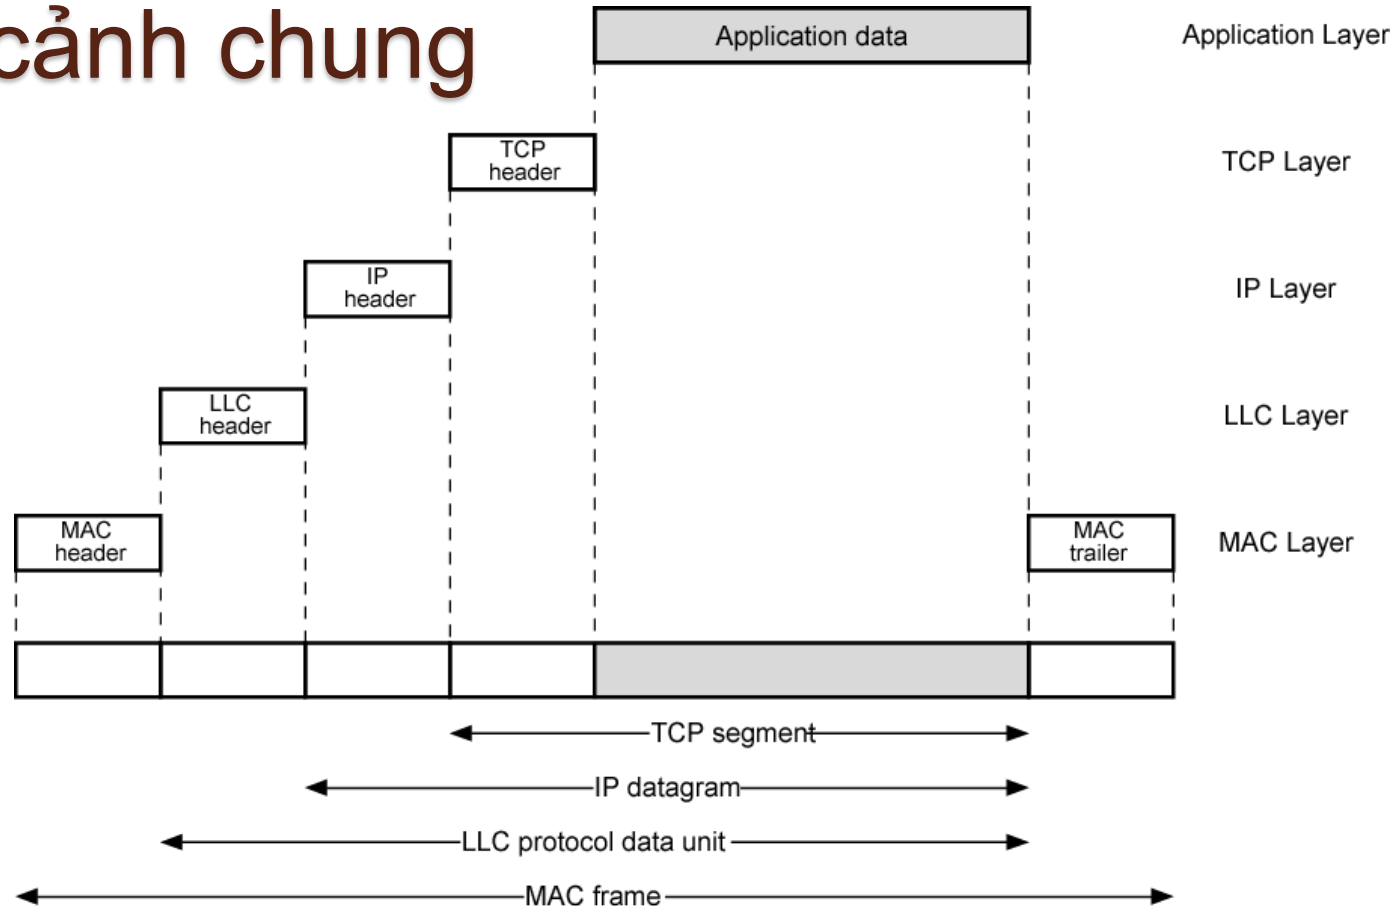 cảnh chung
Application data
Application Layer
TCP
header
TCP Layer
IP
header
IP Layer
LLC
header
LLC Layer
MAC
header
MAC
trailer
MAC Layer
TCP segment
IP datagram
LLC protocol data unit
MAC frame